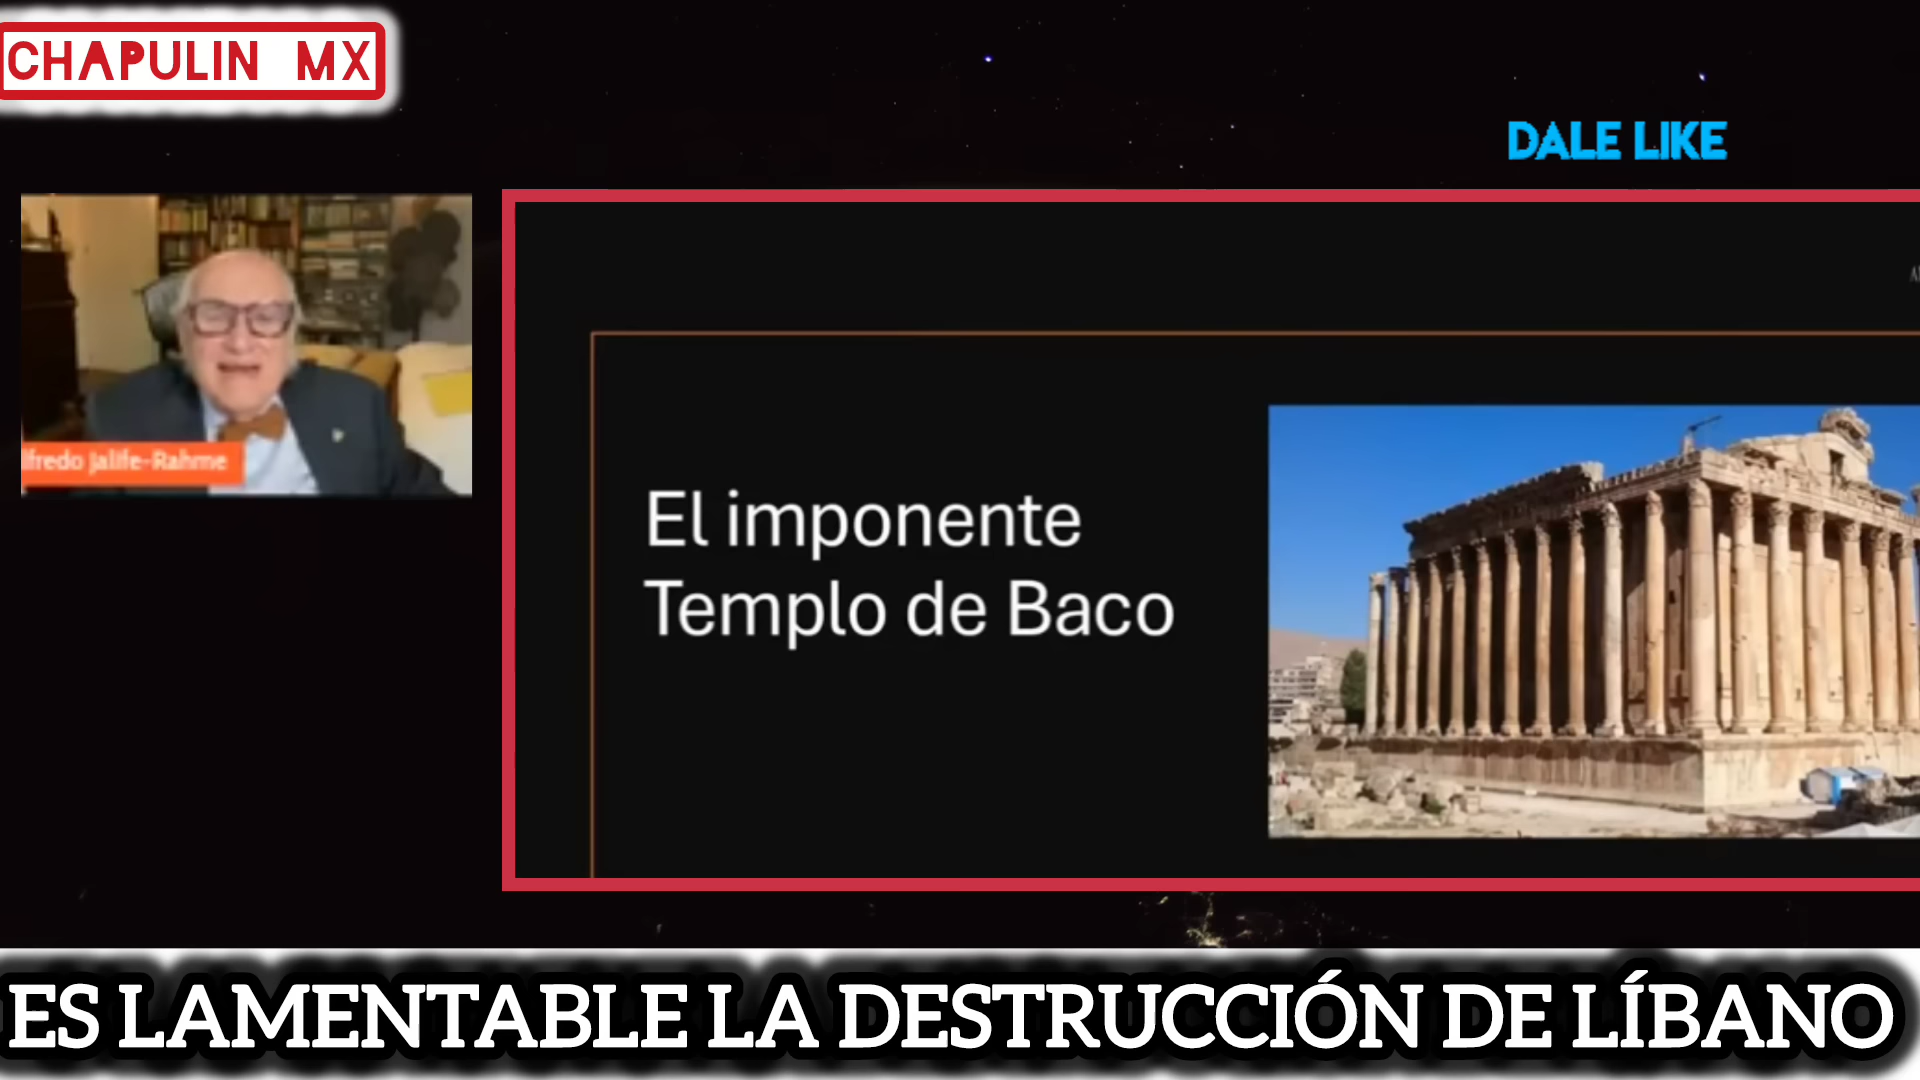 CHAPULIN MX
DALE LIKE
lfredo Jalife-Rahme
El imponente
Templo de Baco
ES LAMENTABLE LA DESTRUCCIÓN DE LÍBANO